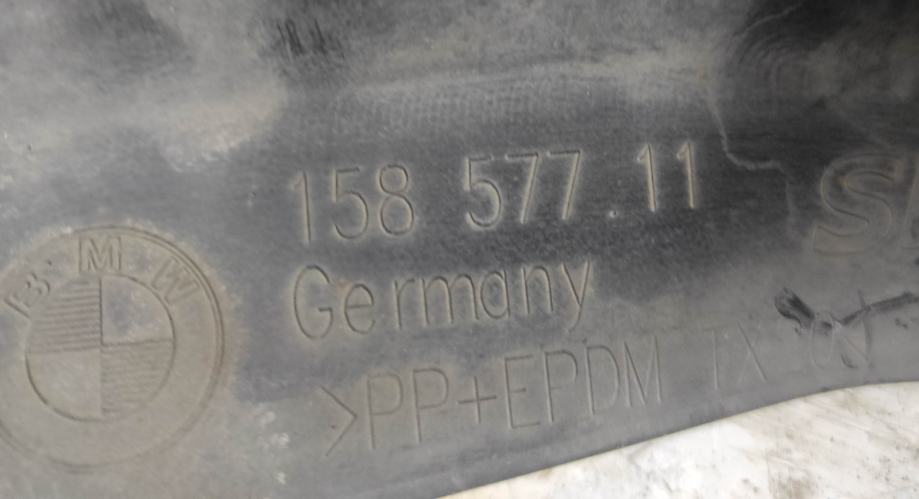 158 577.11
BMW
Germany
>PP+EPDM